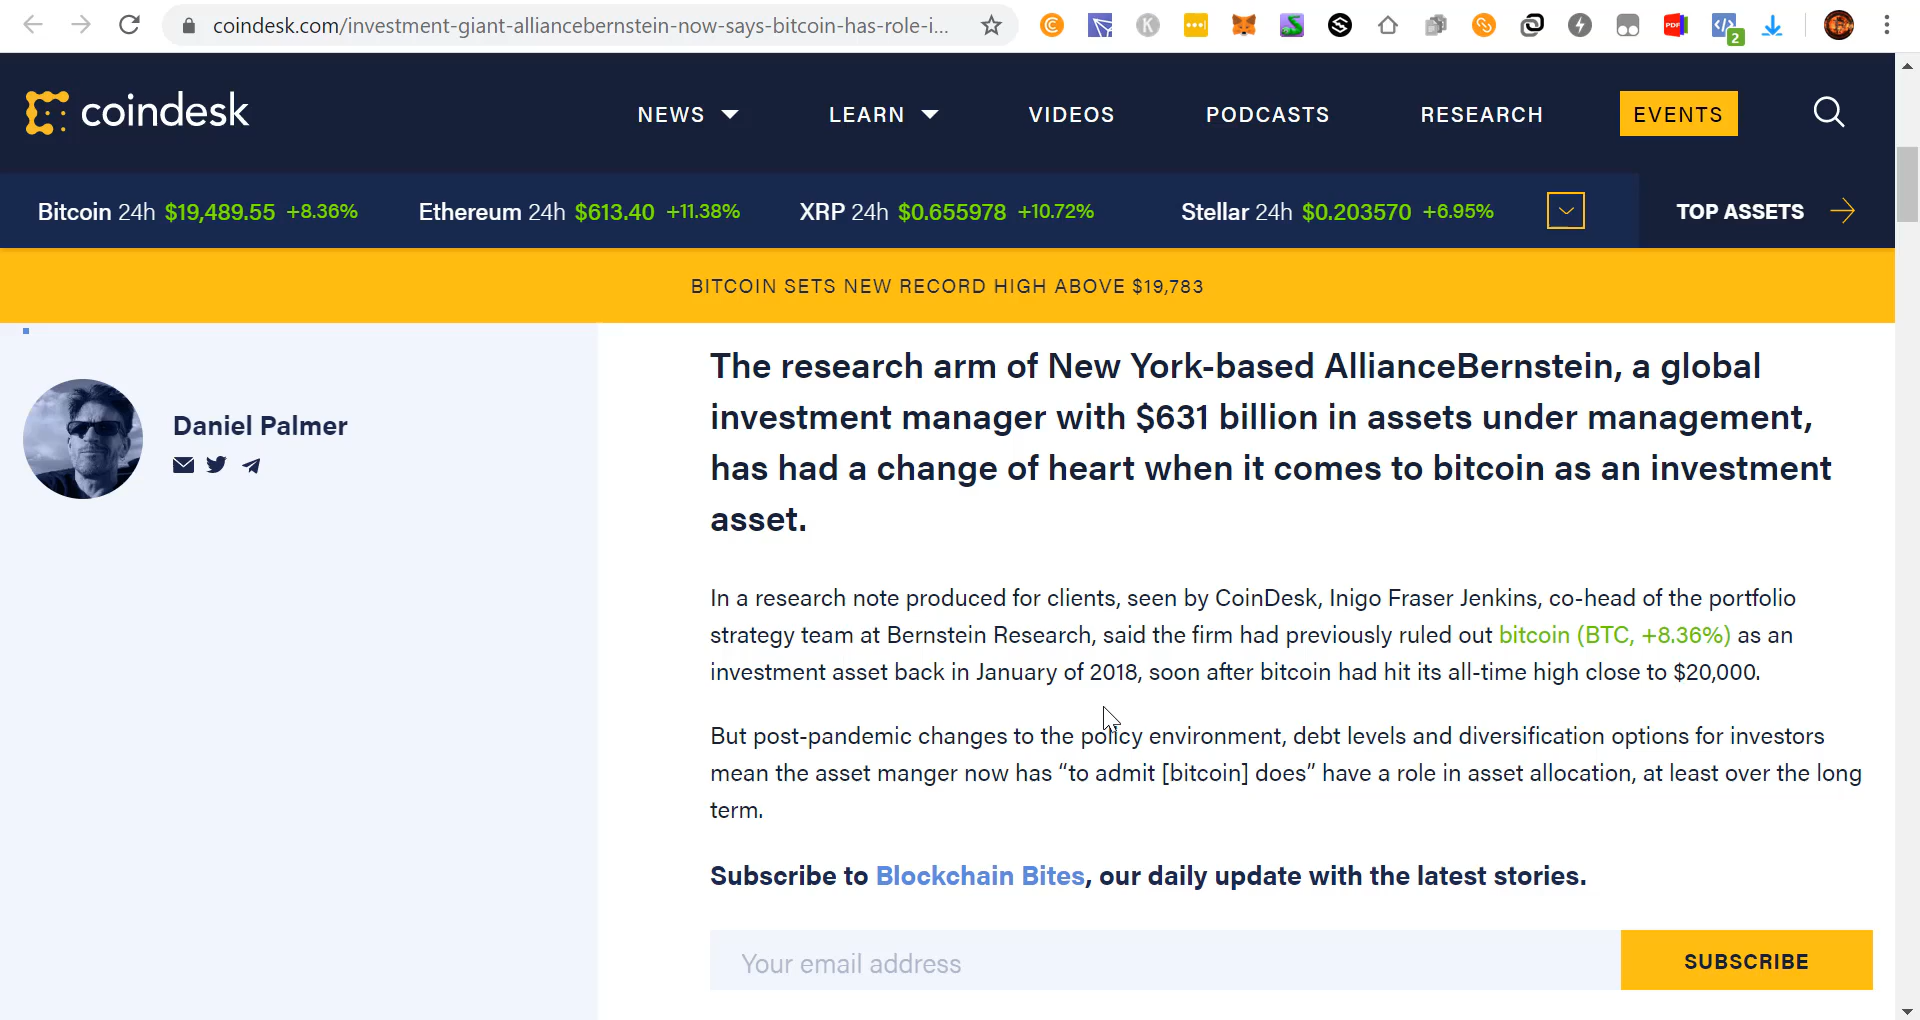 coindesk.com/investment-giant-alliancebernstein-now-says-bitcoin-has-role-i...
PDF
2
coindesk
NEWS
LEARN
VIDEOS
PODCASTS
RESEARCH
EVENTS
Bitcoin 24h $19,489.55 +8.36%
Ethereum 24h $613.40 +11.38%
XRP 24h $0.655978 +10.72%
Stellar 24h $0.203570 +6.95%
TOP ASSETS
BITCOIN SETS NEW RECORD HIGH ABOVE $19,783
Daniel Palmer
The research arm of New York-based AllianceBernstein, a global
investment manager with $631 billion in assets under management,
has had a change of heart when it comes to bitcoin as an investment
asset.
In a research note produced for clients, seen by CoinDesk, Inigo Fraser Jenkins, co-head of the portfolio
strategy team at Bernstein Research, said the firm had previously ruled out bitcoin (BTC, +8.36%) as an
investment asset back in January of 2018, soon after bitcoin had hit its all-time high close to $20,000.
But post-pandemic changes to the policy environment, debt levels and diversification options for investors
mean the asset manger now has “to admit [bitcoin] does” have a role in asset allocation, at least over the long
term.
Subscribe to Blockchain Bites, our daily update with the latest stories.
Your email address
SUBSCRIBE